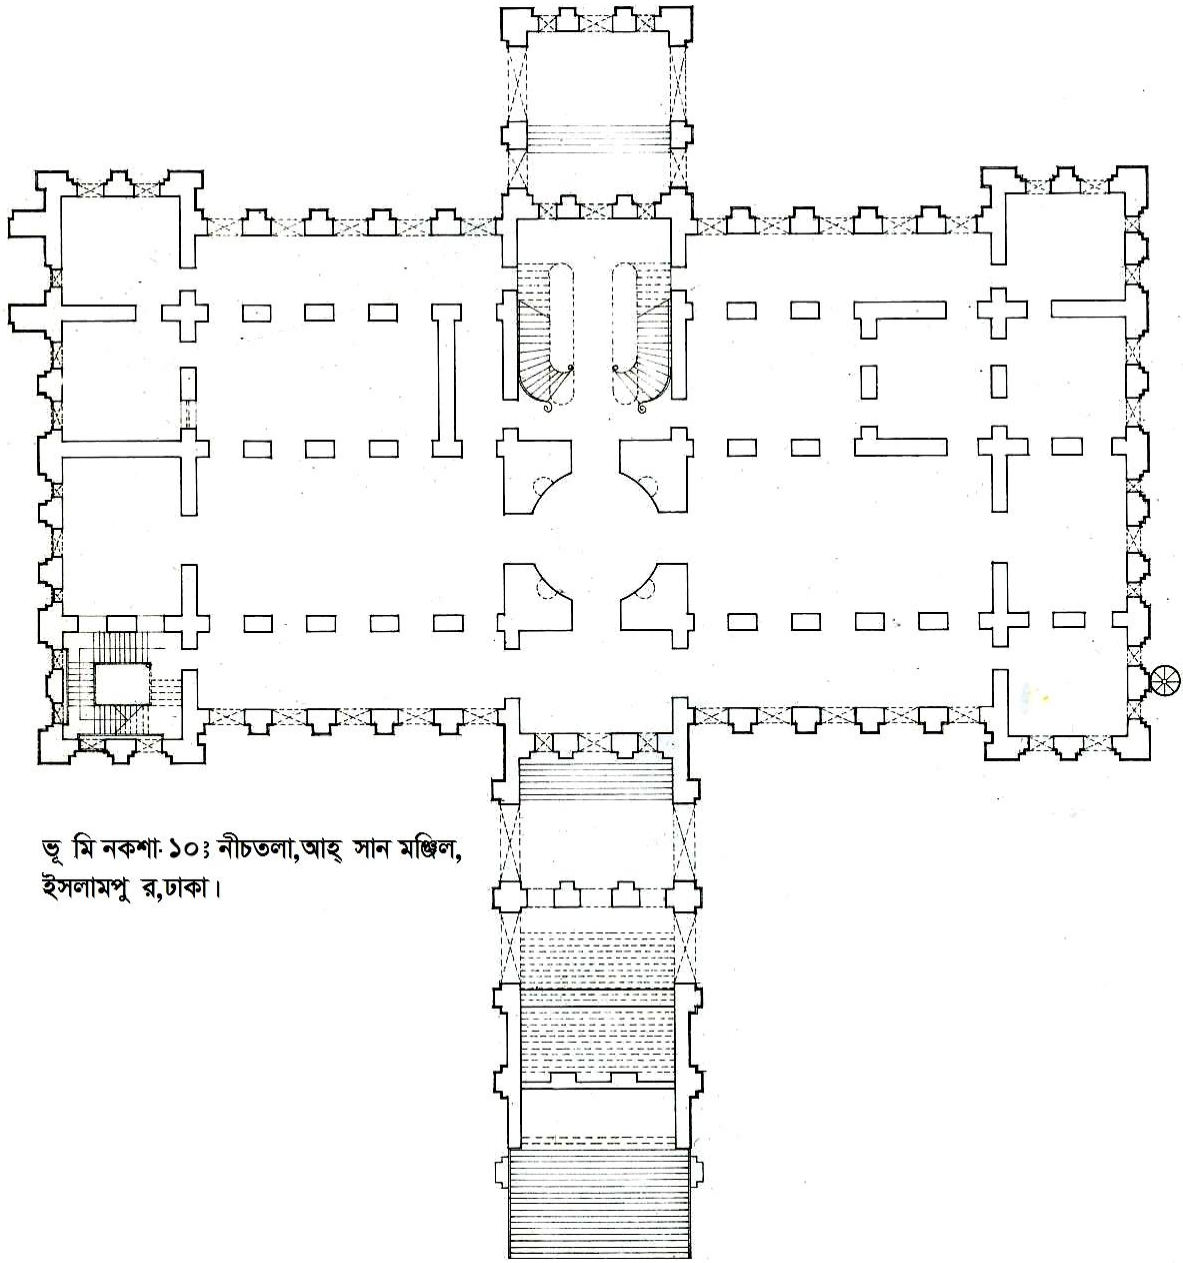 ভূ মি নকশা- ১০ঃ নীচতলা,আহ্ সান মঞ্জিল,
ইসলামপু র,ঢাকা।